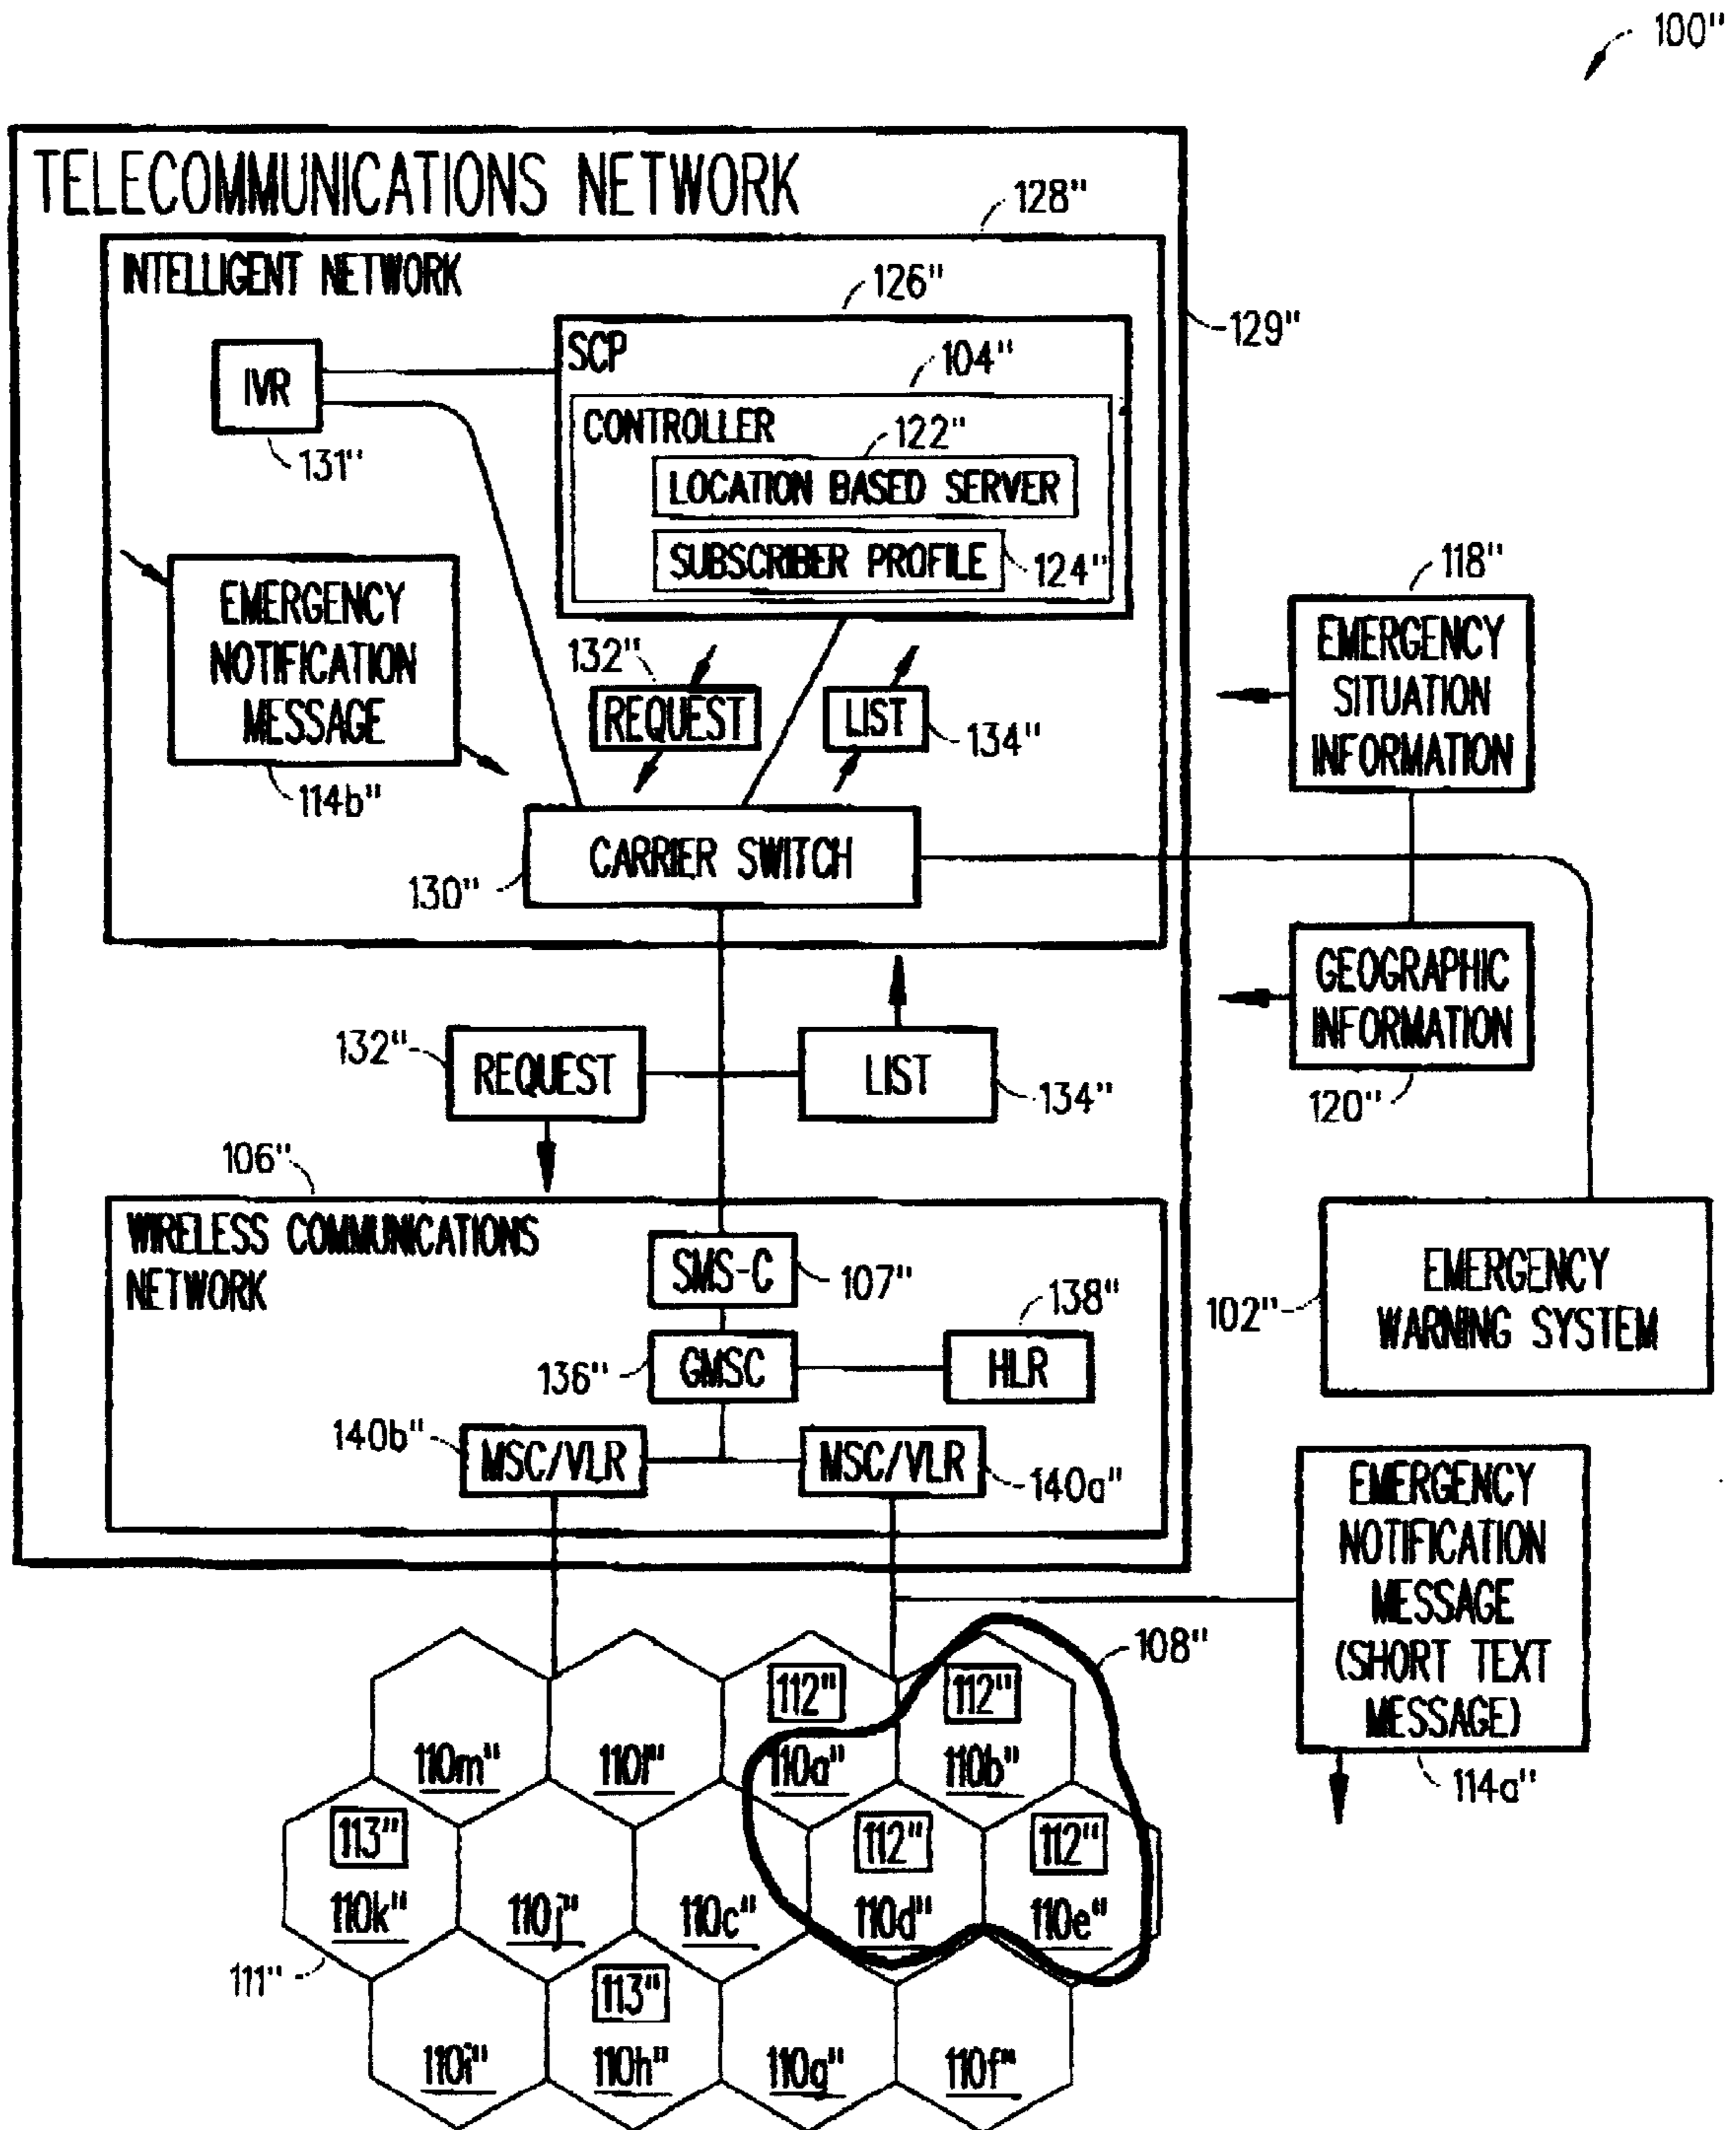 100"
TELECOMMUNICATIONS NETWORK
128"
INTELLIGENT NETWORK
126"
129"
SCP
104"
IVR
CONTROLLER
122"
131"
LOCATION BASED SERVER
SUBSCRIBER PROFILE
124"
EMERGENCY
NOTIFICATION
MESSAGE
114b"
132"
REQUEST
LIST
134"
118"
EMERGENCY
SITUATION
INFORMATION
CARRIER SWITCH
130"
GEOGRAPHIC
INFORMATION
120"
132"
REQUEST
LIST
134"
106"
WIRELESS COMMUNICATIONS
NETWORK
SMS-C
107"
138"
136"
GMSC
HLR
102"
EMERGENCY
WARNING SYSTEM
140b"
MSC/VLR
MSC/VLR
140a"
EMERGENCY
NOTIFICATION
MESSAGE
(SHORT TEXT
MESSAGE)
114a"
108"
112"
112"
110m"
110l"
110a"
110b"
113"
112"
112"
110k"
110j"
110c"
110d"
110e"
111"
113"
110i"
110h"
110g"
110f"